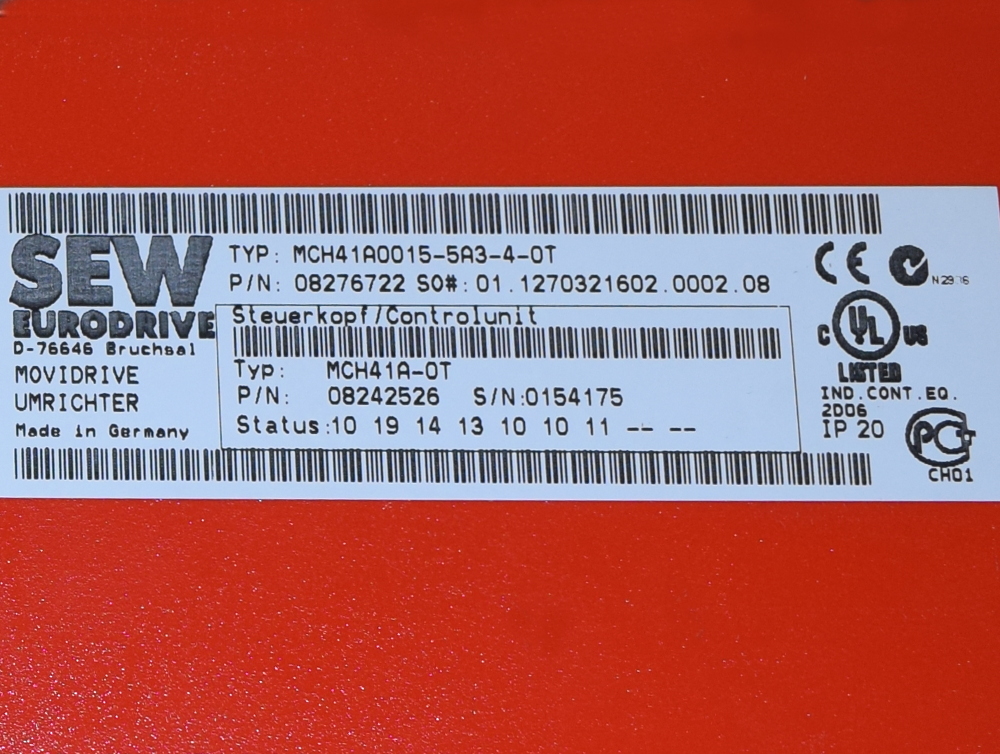 SEW
EURODRIVE
D-76646 Bruchsal
MOVIDRIVE
UMRICHTER
Made in Germany
TYP: MCH41A0015-5A3-4-0T
P/N: 08276722 SO#: 01.1270321602.0002.08
Steuerkopf/Controlunit
Typ: MCH41A-0T
P/N: 08242526 S/N:0154175
Status:10 19 14 13 10 10 11 -- --
CE
C UL US
LISTED
IND.CONT.EQ.
2D06
IP 20
PCT
CH01